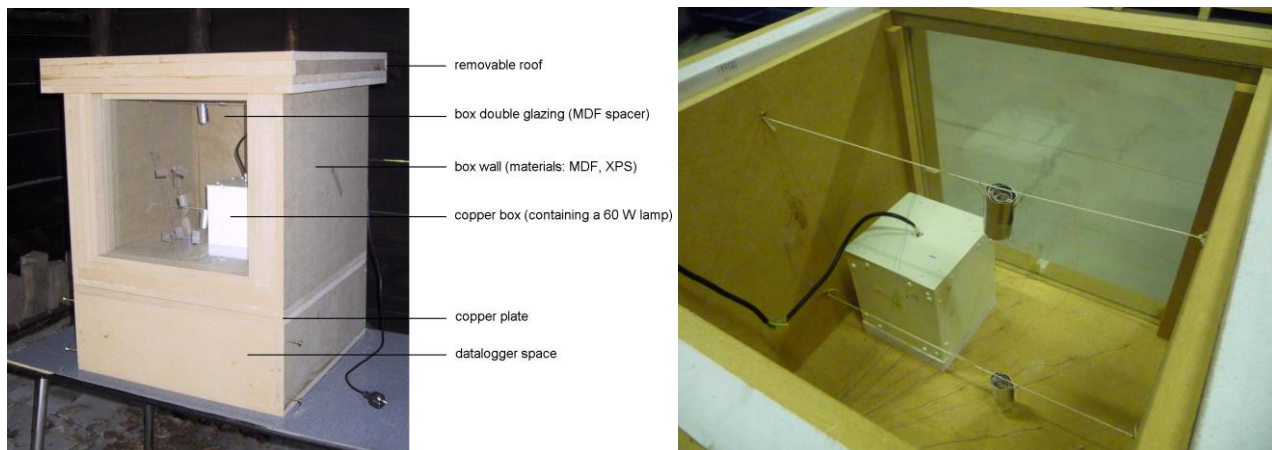 removable roof
box double glazing (MDF spacer)
box wall (materials: MDF, XPS)
copper box (containing a 60 W lamp)
copper plate
datalogger space